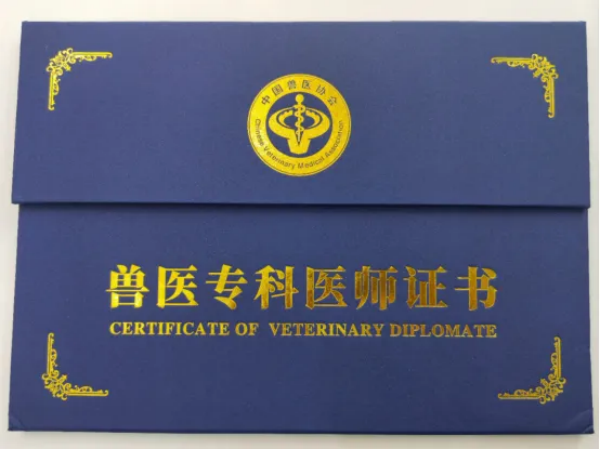 中国兽医协会
Chinese Veterinary Medical Association
兽医专科医师证书
CERTIFICATE OF VETERINARY DIPLOMATE